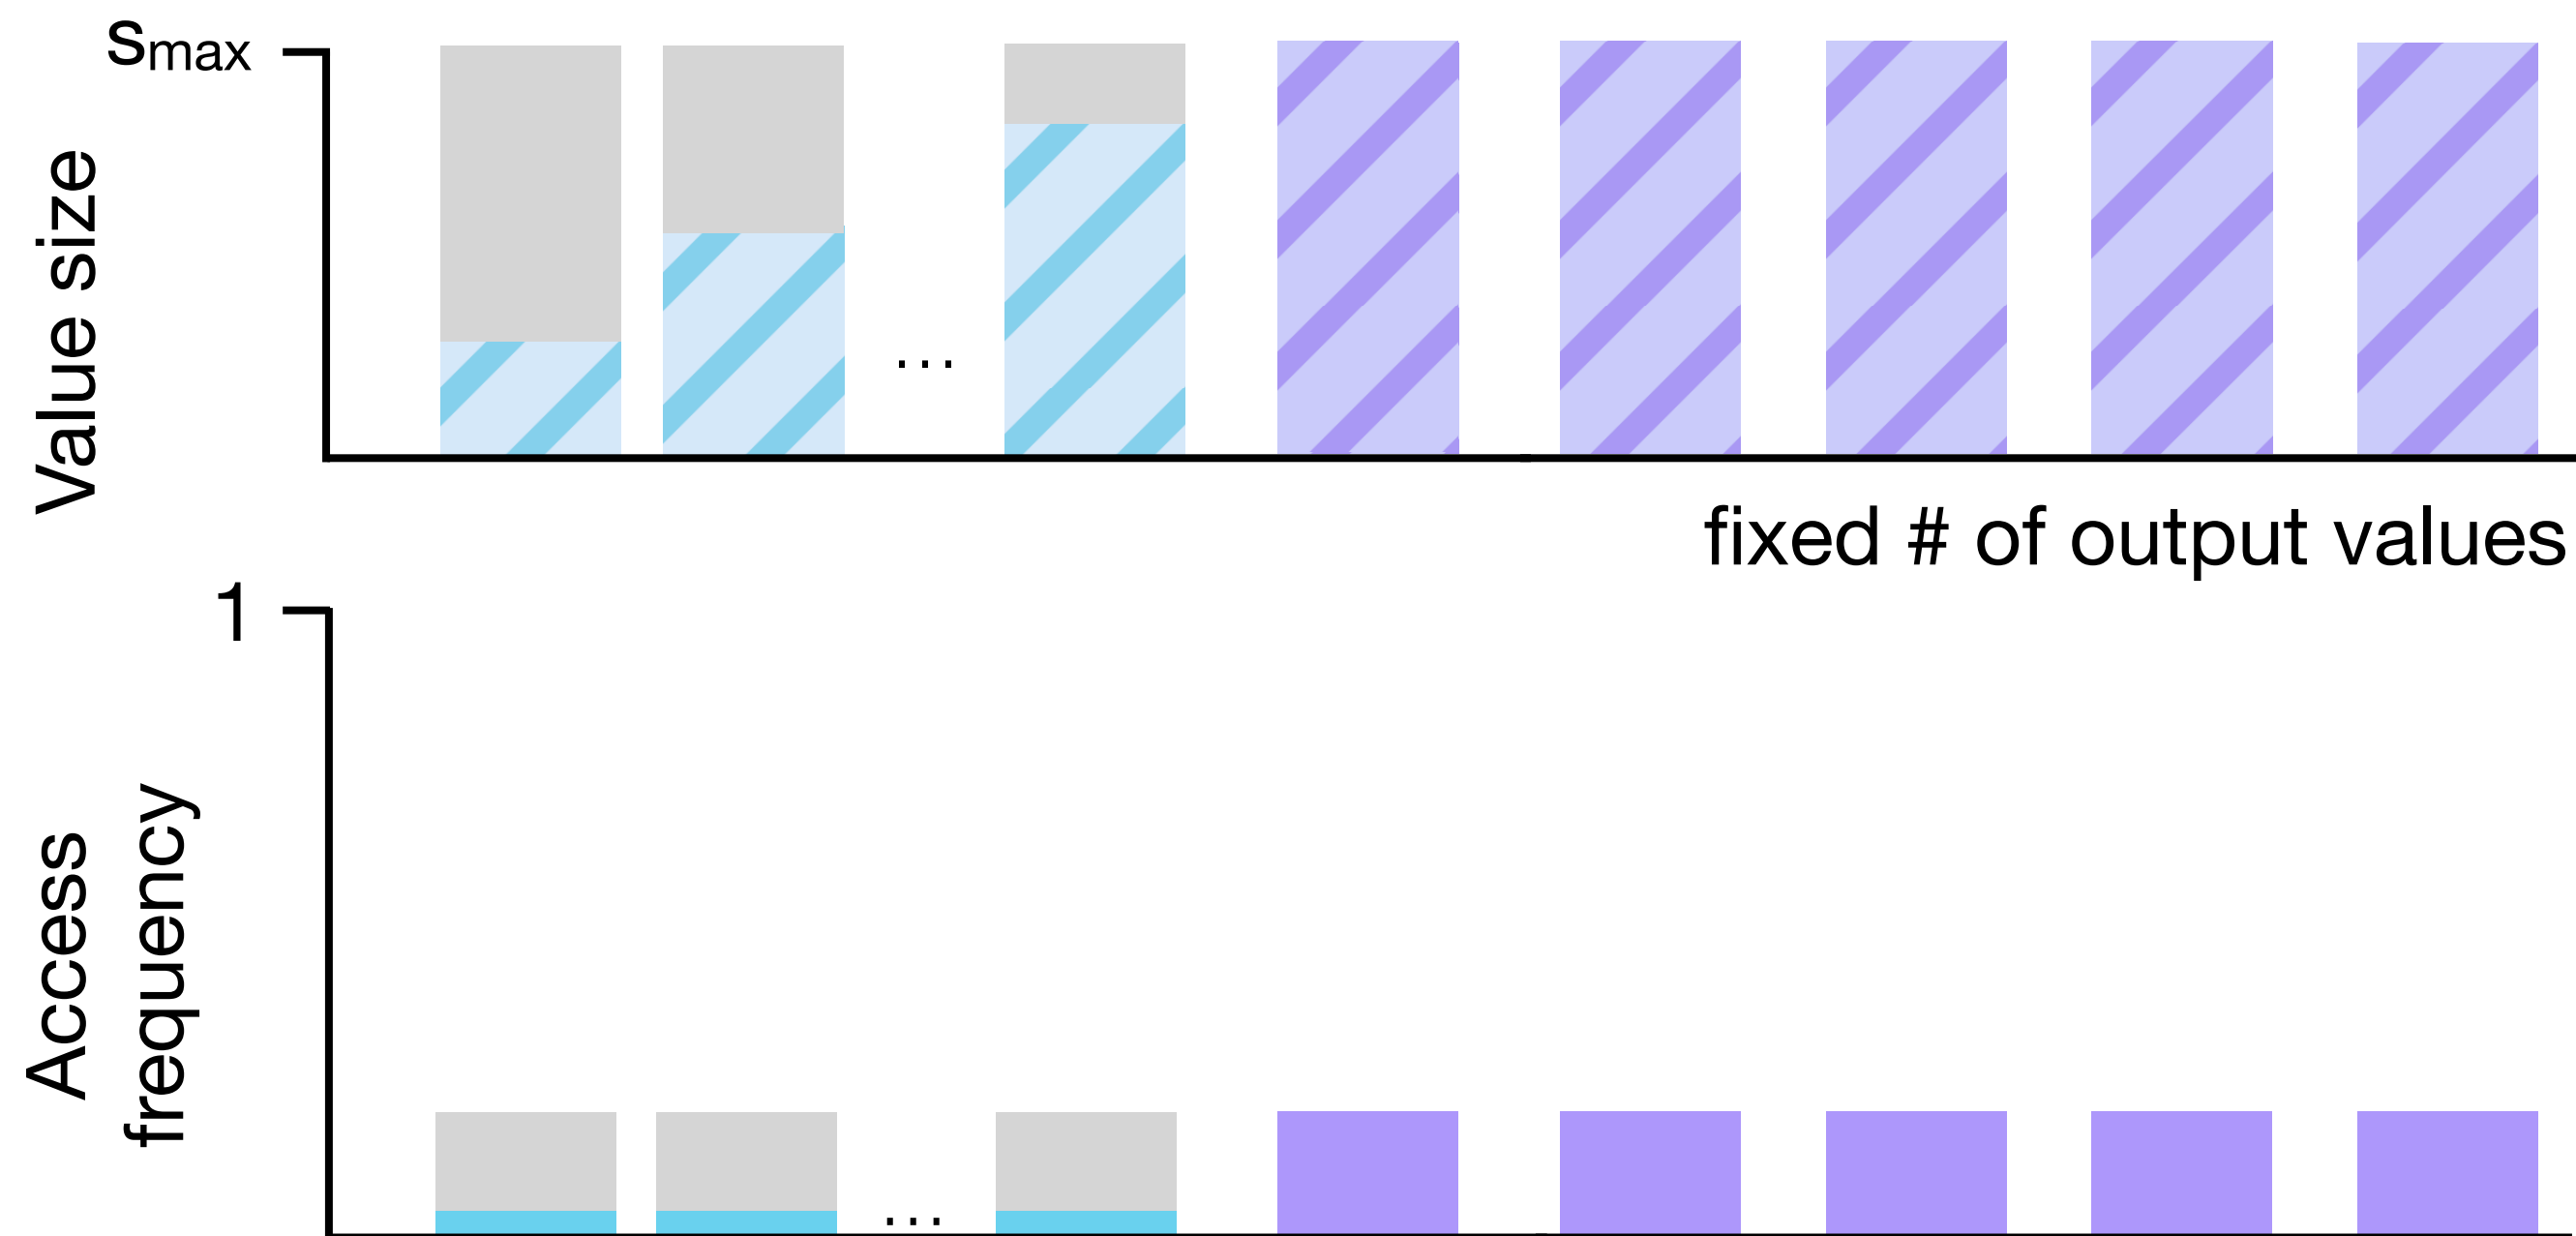 smax
Value size
...
fixed # of output values
1
Access
frequency
...